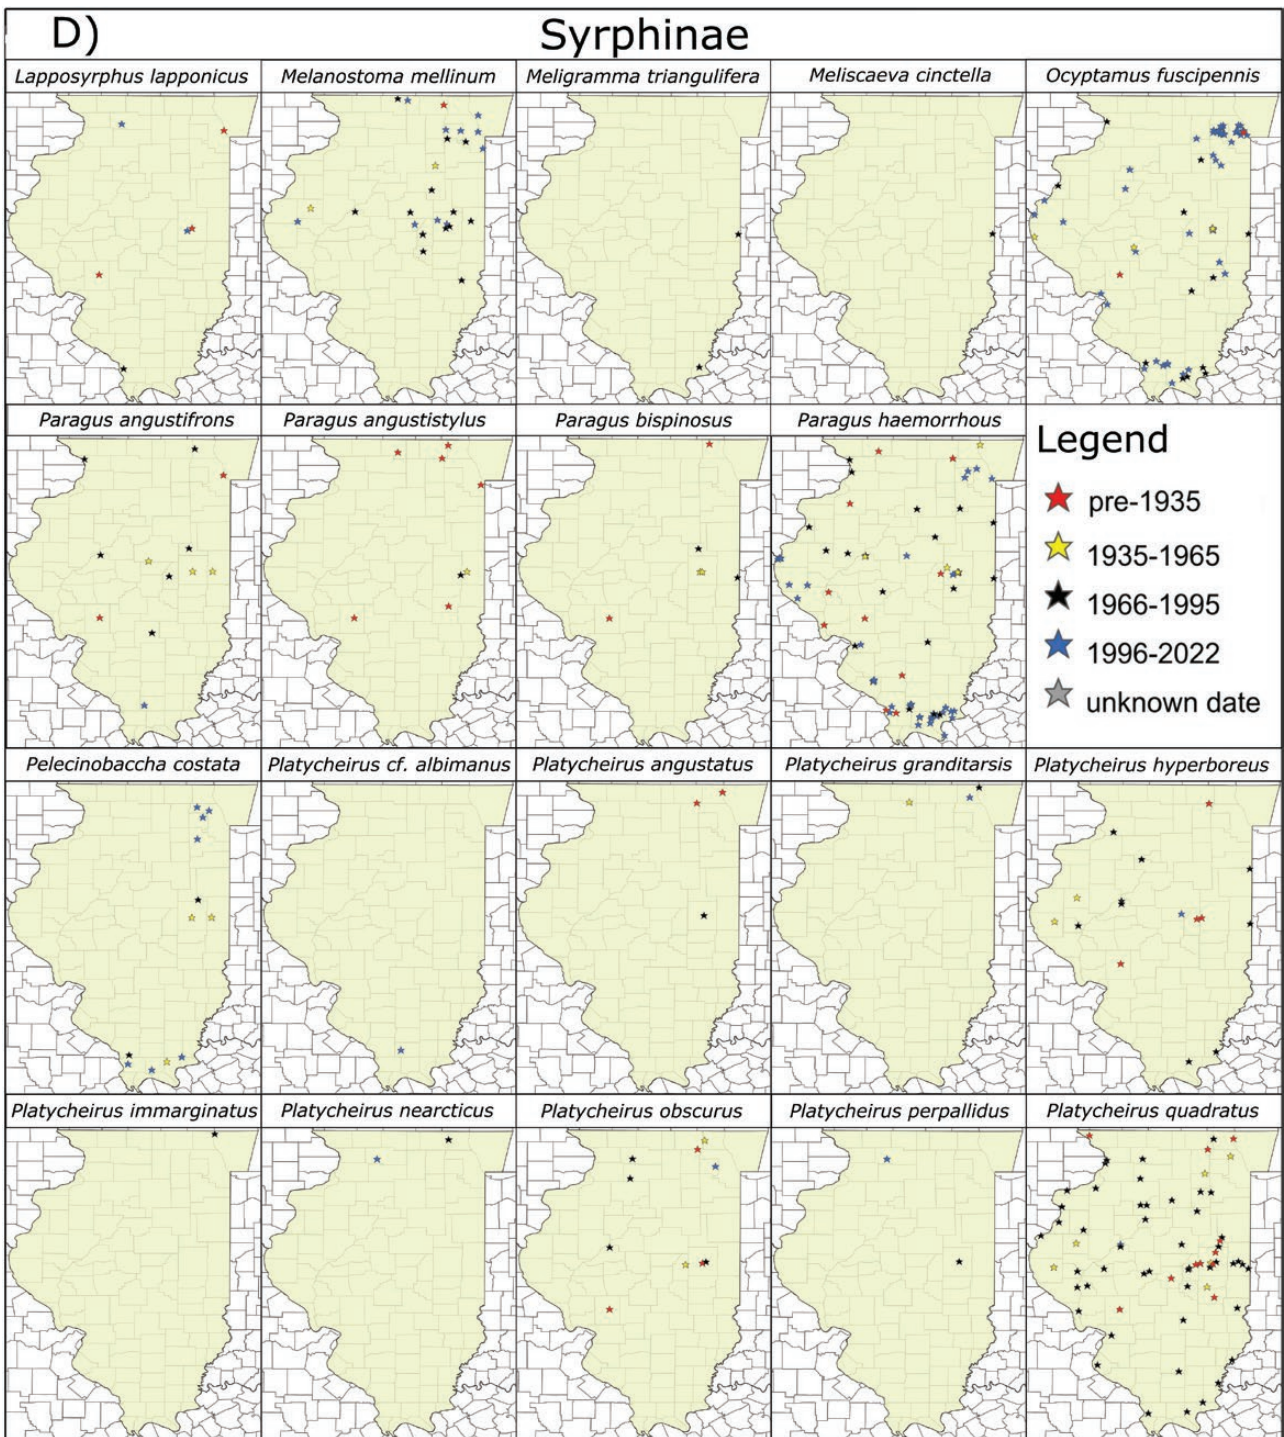 D)
Syrphinae
Lapposyrphus lapponicus
Melanostoma mellinum
Meligramma triangulifera
Meliscaeva cinctella
Ocyptamus fuscipennis
Paragus angustifrons
Paragus angustistylus
Paragus bispinosus
Paragus haemorrhous
Legend
pre-1935
1935-1965
1966-1995
1996-2022
unknown date
Pelecinobaccha costata
Platycheirus cf. albimanus
Platycheirus angustatus
Platycheirus granditarsis
Platycheirus hyperboreus
Platycheirus immarginatus
Platycheirus nearcticus
Platycheirus obscurus
Platycheirus perpallidus
Platycheirus quadratus